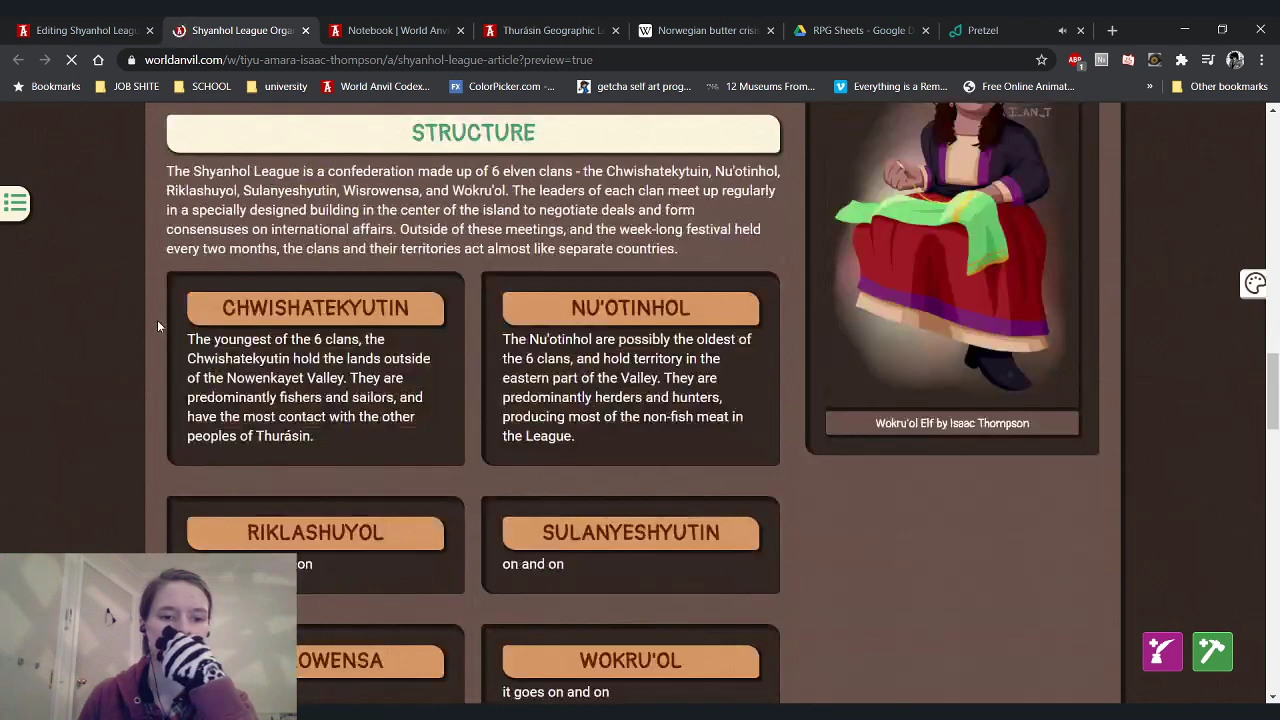 Editing Shyanhol Leagu
Shyanhol League Orga
Notebook | World Anvil
Thurásin Geographic L
Norwegian butter crisi
RPG Sheets - Google D
Pretzel
worldanvil.com/w/tiyu-amara-isaac-thompson/a/shyanhol-league-article?preview=true
Bookmarks
JOB SHITE
SCHOOL
university
World Anvil Codex...
ColorPicker.com -...
getcha self art prog...
12 Museums From...
Everything is a Rem...
Free Online Animat...
Other bookmarks
STRUCTURE
The Shyanhol League is a confederation made up of 6 elven clans - the Chwishatekytuin, Nu'otinhol,
Riklashuyol, Sulanyeshyutin, Wisrowensa, and Wokru'ol. The leaders of each clan meet up regularly
in a specially designed building in the center of the island to negotiate deals and form
consensuses on international affairs. Outside of these meetings, and the week-long festival held
every two months, the clans and their territories act almost like separate countries.
CHWISHATEKYUTIN
The youngest of the 6 clans, the
Chwishatekyutin hold the lands outside
of the Nowenkayet Valley. They are
predominantly fishers and sailors, and
have the most contact with the other
peoples of Thurásin.
NU'OTINHOL
The Nu'otinhol are possibly the oldest of
the 6 clans, and hold territory in the
eastern part of the Valley. They are
predominantly herders and hunters,
producing most of the non-fish meat in
the League.
RIKLASHUYOL
on
SULANYESHYUTIN
on and on
OWENSA
WOKRU'OL
it goes on and on
I_AN_T
Wokru'ol Elf by Isaac Thompson